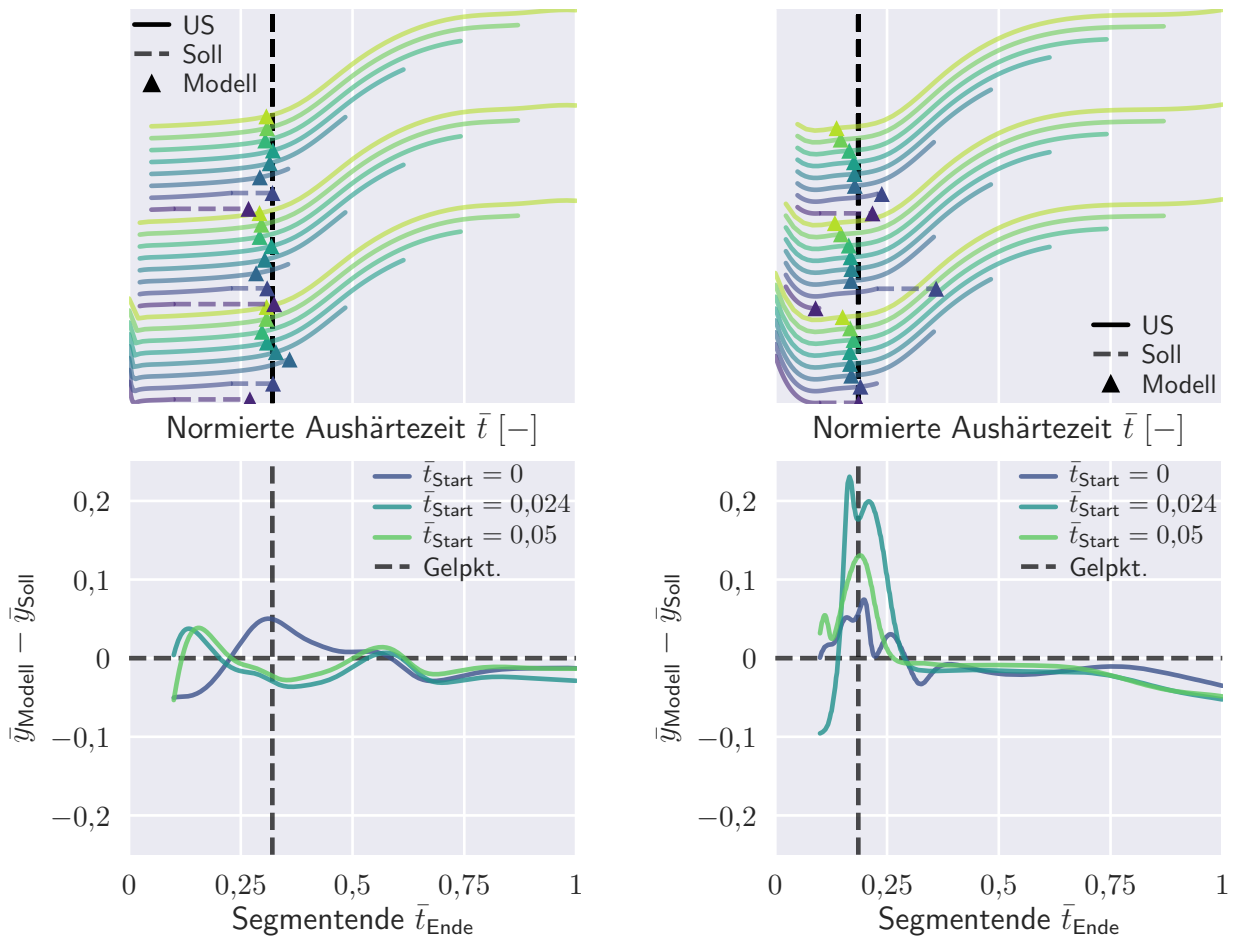 US
Soll
Modell
Normierte Aushärtezeit t̄ [−]
US
Soll
Modell
Normierte Aushärtezeit t̄ [−]
ȳModell − ȳSoll
0,2
0,1
0
−0,1
−0,2
t̄Start = 0
t̄Start = 0,024
t̄Start = 0,05
Gelpkt.
0 0,25 0,5 0,75 1
Segmentende t̄Ende
ȳModell − ȳSoll
0,2
0,1
0
−0,1
−0,2
t̄Start = 0
t̄Start = 0,024
t̄Start = 0,05
Gelpkt.
0 0,25 0,5 0,75 1
Segmentende t̄Ende